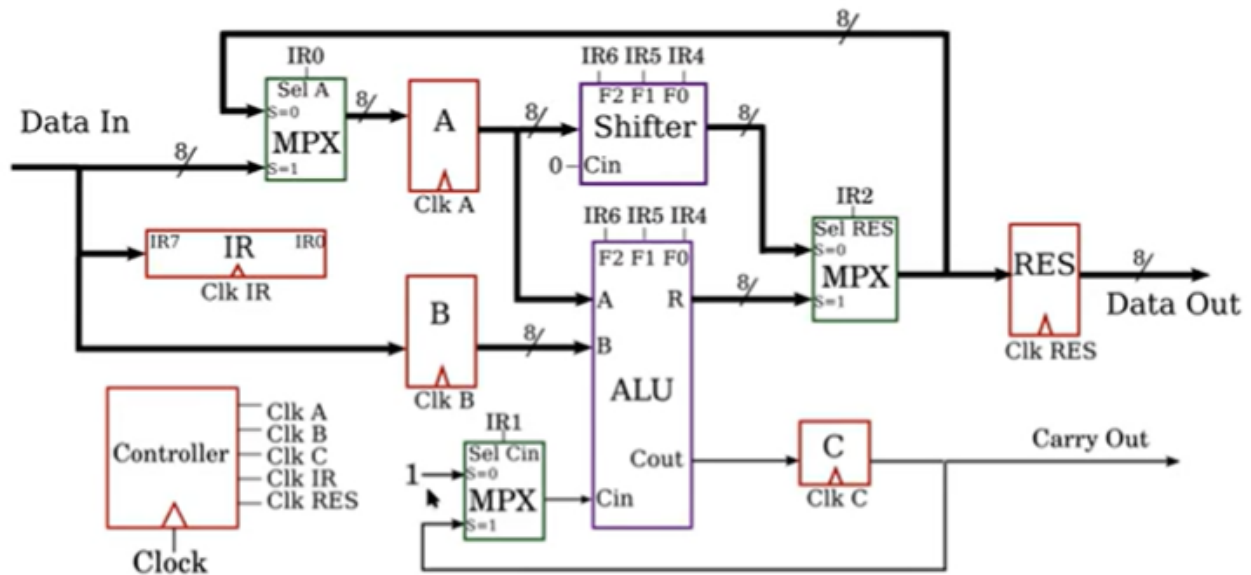 8/
IR0
IR6 IR5 IR4
Sel A
F2 F1 F0
Data In
S=0
MPX
8/
A
8/
Shifter
8/
8/
S=1
0
Cin
Clk A
IR2
IR6 IR5 IR4
Sel RES
IR7
IR
IR0
F2 F1 F0
S=0
MPX
RES
8/
Clk IR
B
A
R
8/
S=1
Data Out
8/
B
Clk RES
Clk B
ALU
Controller
Clk A
Clk B
Clk C
Clk IR
Clk RES
IR1
Sel Cin
1
S=0
MPX
S=1
Cout
Cin
C
Clk C
Carry Out
Clock